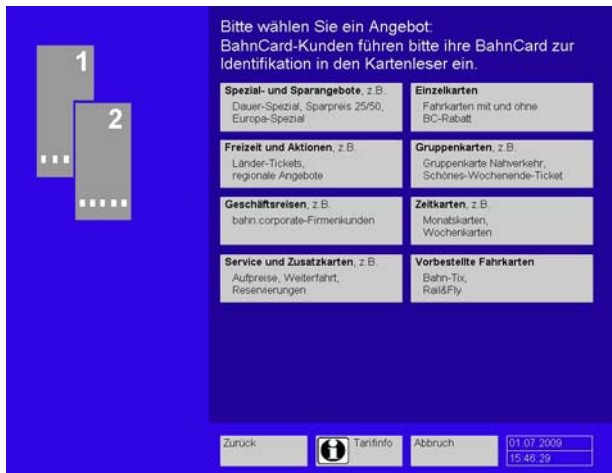 1
2
Bitte wählen Sie ein Angebot:
BahnCard-Kunden führen bitte ihre BahnCard zur
Identifikation in den Kartenleser ein.
Spezial- und Sparangebote, z.B.
Dauer-Spezial, Sparpreis 25/50,
Europa-Spezial
Einzelkarten
Fahrkarten mit und ohne
BC-Rabatt
Freizeit und Aktionen, z.B.
Länder-Tickets,
regionale Angebote
Gruppenkarten, z.B.
Gruppenkarte Nahverkehr,
Schönes-Wochenende-Ticket
Geschäftsreisen, z.B.
bahn.corporate-Firmenkunden
Zeitkarten, z.B.
Monatskarten,
Wochenkarten
Service und Zusatzkarten, z.B.
Aufpreise, Weiterfahrt,
Reservierungen
Vorbestellte Fahrkarten
Bahn-Tix,
Rail&Fly
Zurück
i Tarifinfo
Abbruch
01.07.2009
15:46:29